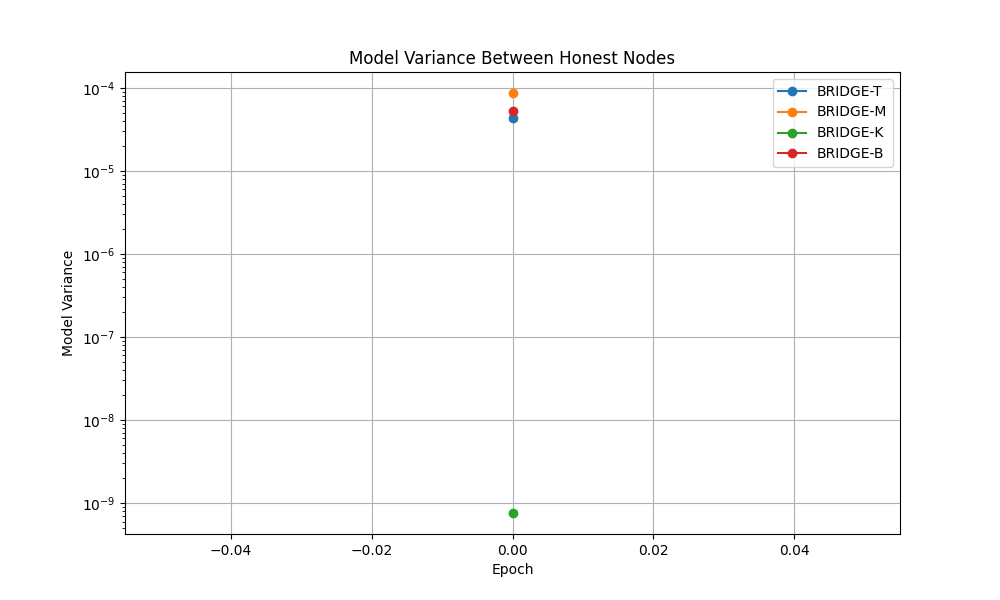 Model Variance Between Honest Nodes
BRIDGE-T
BRIDGE-M
BRIDGE-K
BRIDGE-B
Model Variance
10⁻⁴
10⁻⁵
10⁻⁶
10⁻⁷
10⁻⁸
10⁻⁹
−0.04
−0.02
0.00
0.02
0.04
Epoch